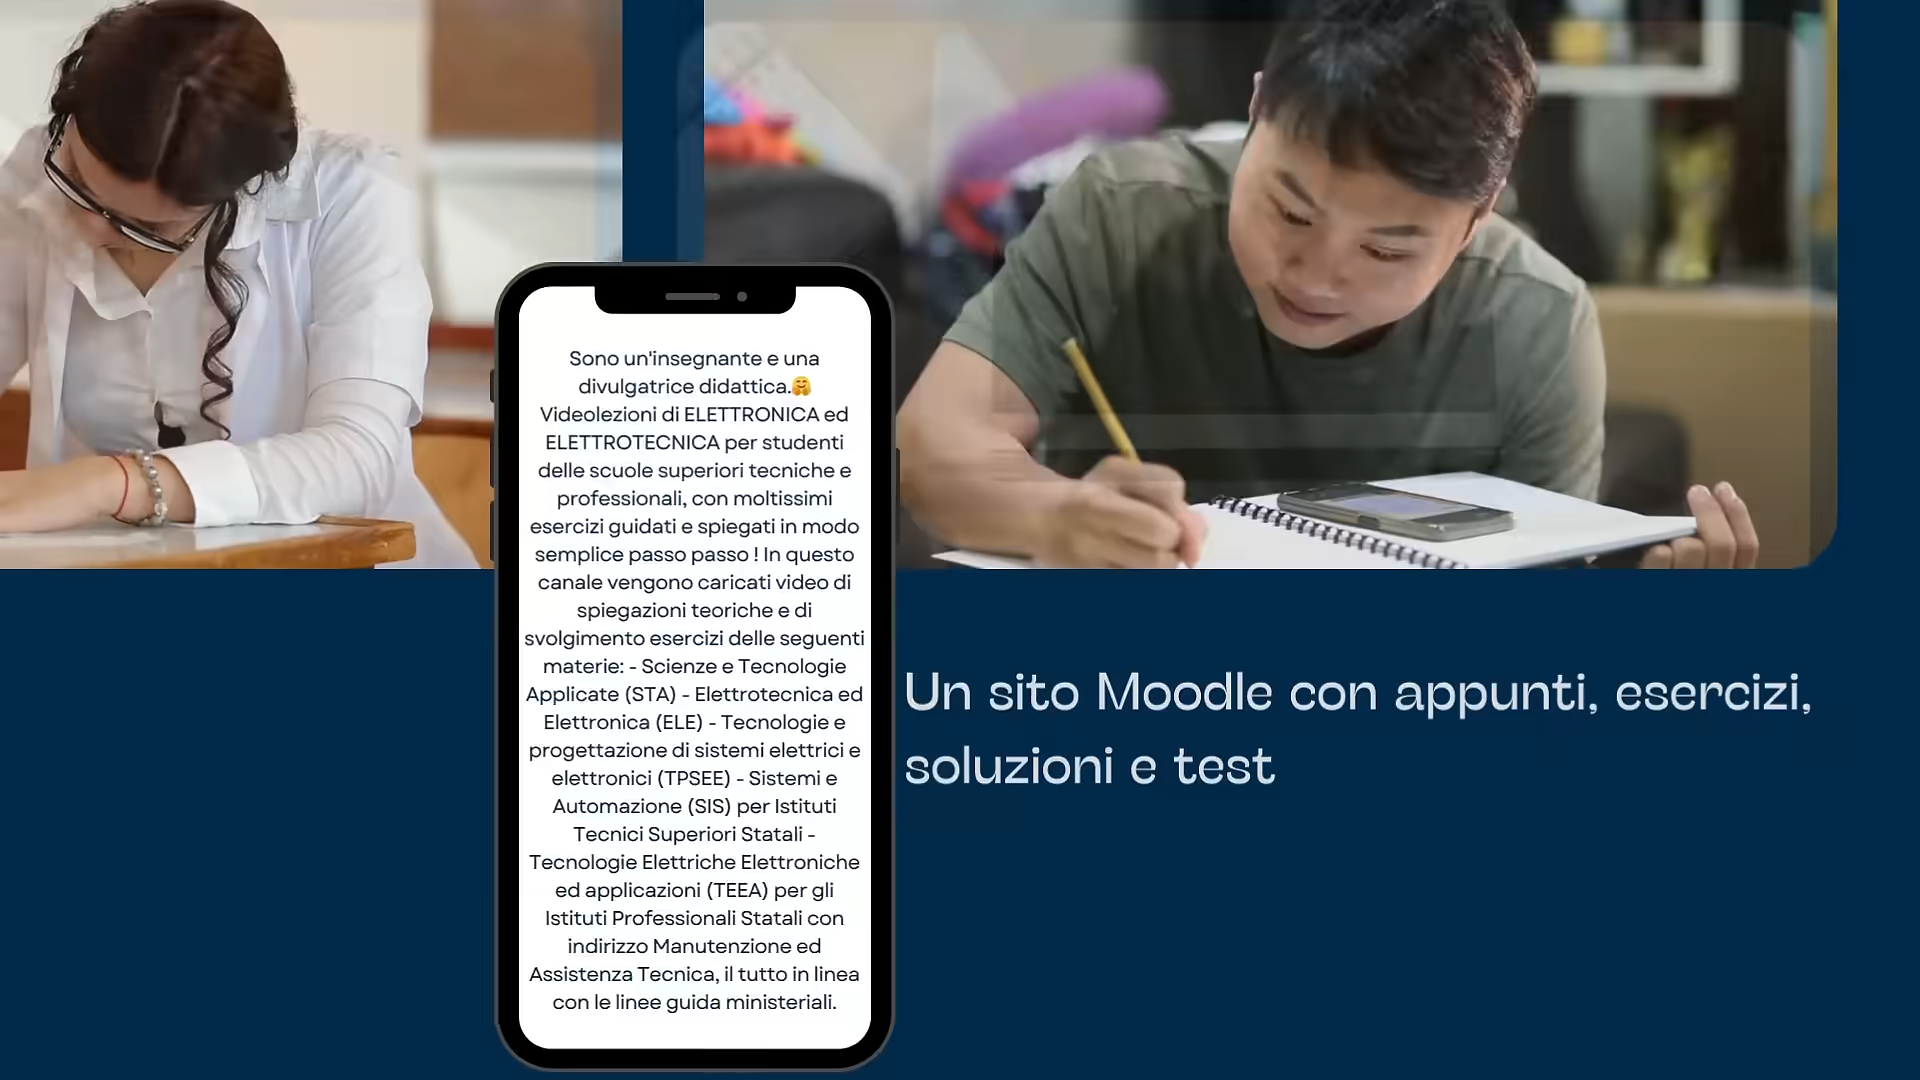 Sono un'insegnante e una
divulgatrice didattica.🤗
Videolezioni di ELETTRONICA ed
ELETTROTECNICA per studenti
delle scuole superiori tecniche e
professionali, con moltissimi
esercizi guidati e spiegati in modo
semplice passo passo ! In questo
canale vengono caricati video di
spiegazioni teoriche e di
svolgimento esercizi delle seguenti
materie: - Scienze e Tecnologie
Applicate (STA) - Elettrotecnica ed
Elettronica (ELE) - Tecnologie e
progettazione di sistemi elettrici e
elettronici (TPSEE) - Sistemi e
Automazione (SIS) per Istituti
Tecnici Superiori Statali -
Tecnologie Elettriche Elettroniche
ed applicazioni (TEEA) per gli
Istituti Professionali Statali con
indirizzo Manutenzione ed
Assistenza Tecnica, il tutto in linea
con le linee guida ministeriali.
Un sito Moodle con appunti, esercizi,
soluzioni e test